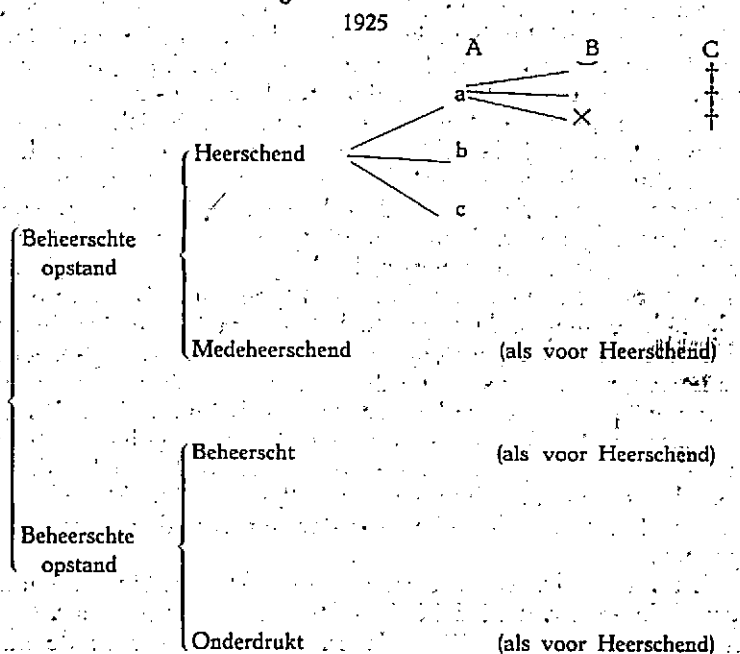 1925
A B C
a
× 
Heerschend
b
c
Beheerschte
opstand
Medeheerschend (als voor Heerschend)
Beheerscht (als voor Heerschend)
Beheerschte
opstand
Onderdrukt (als voor Heerschend)